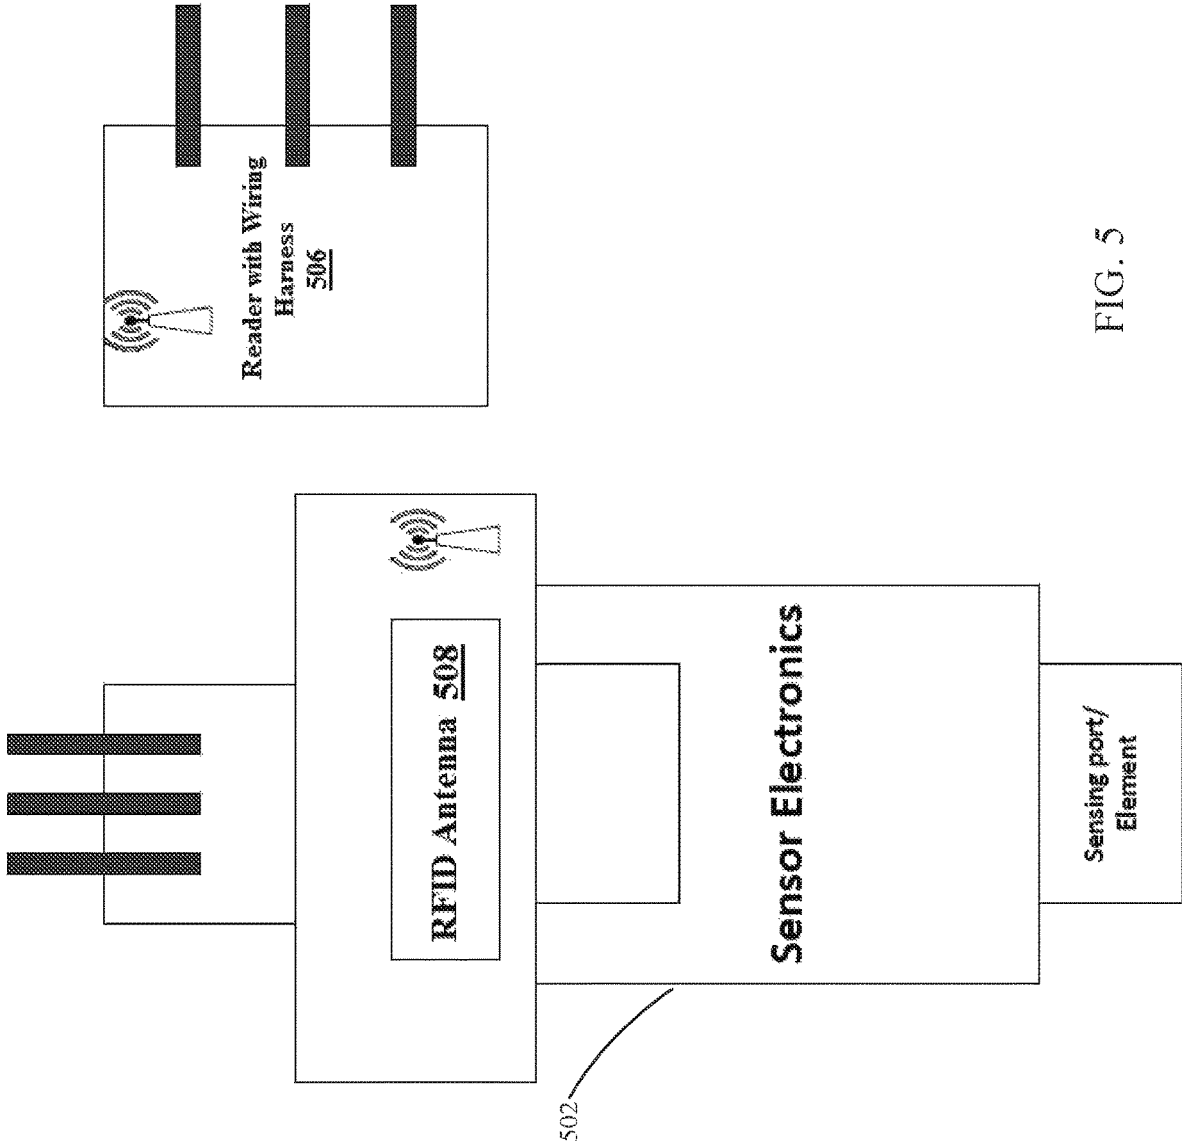 Reader with Wiring
Harness
506
RFID Antenna 508
Sensor Electronics
Sensing port/
Element
502
FIG. 5